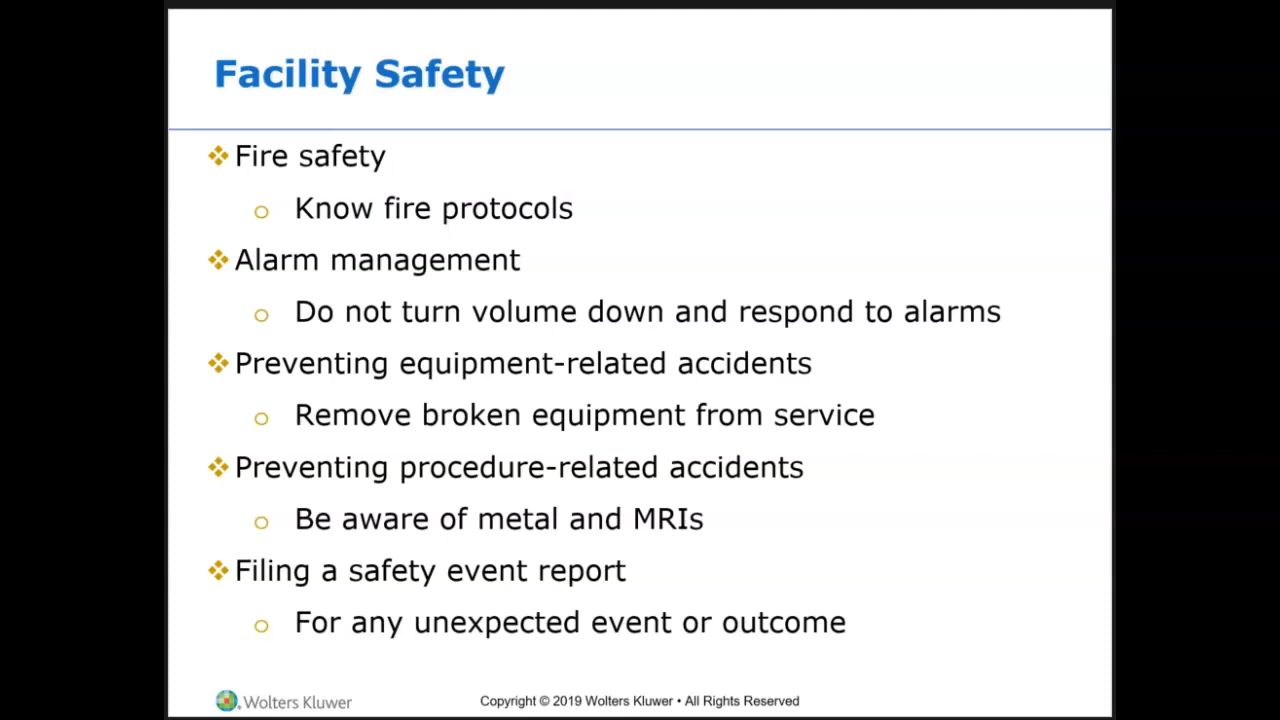 Facility Safety
Fire safety
Know fire protocols
Alarm management
Do not turn volume down and respond to alarms
Preventing equipment-related accidents
Remove broken equipment from service
Preventing procedure-related accidents
Be aware of metal and MRIs
Filing a safety event report
For any unexpected event or outcome
Wolters Kluwer
Copyright © 2019 Wolters Kluwer • All Rights Reserved